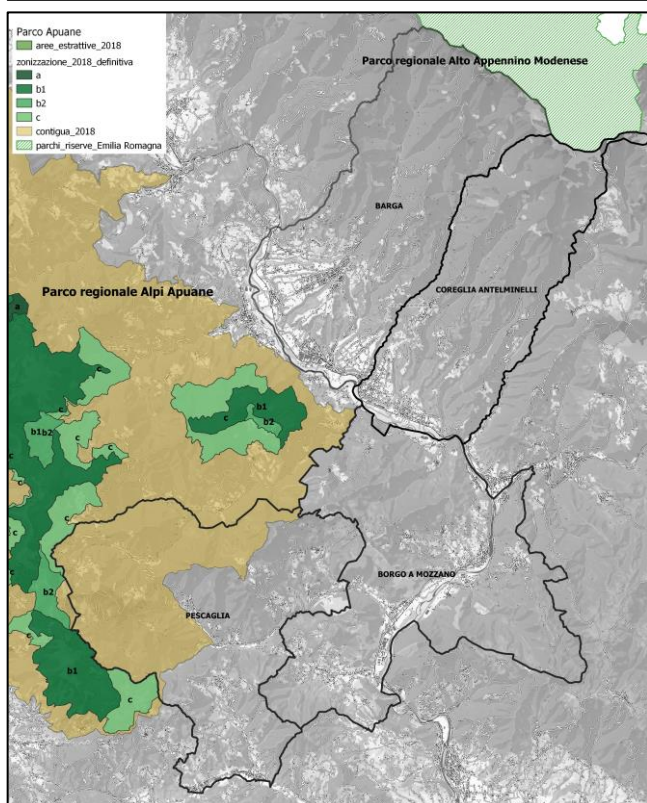 Parco Apuane
aree_estrattive_2018
zonizzazione_2018_definitiva
a
b1
b2
c
contigua_2018
parchi_riserve_Emilia Romagna
Parco regionale Alto Appennino Modenese
BARGA
COREGLIA ANTELMINELLI
Parco regionale Alpi Apuane
a
c
c
b1
c
b2
b1b2
c
c
c
c
c
c
c
b2
c
PESCAGLIA
BORGO A MOZZANO
b1
c